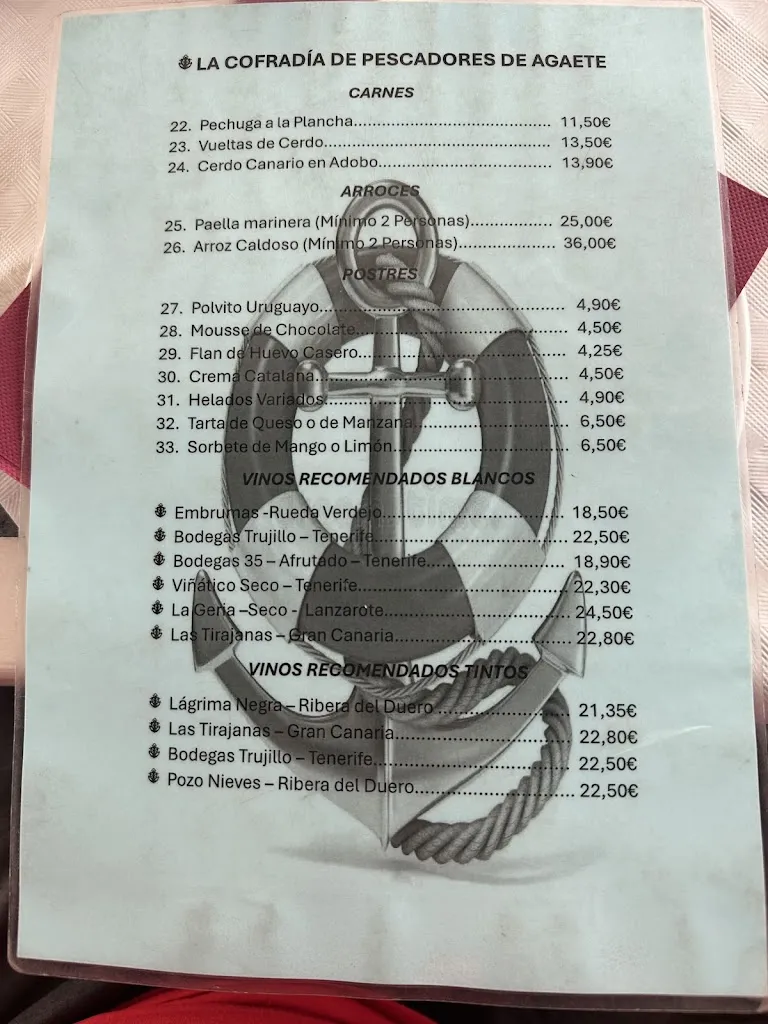 LA COFRADÍA DE PESCADORES DE AGAETE
CARNES
22. Pechuga a la Plancha.................................................. 11,50€
23. Vueltas de Cerdo......................................................... 13,50€
24. Cerdo Canario en Adobo............................................ 13,90€
ARROCES
25. Paella marinera (Mínimo 2 Personas)..................... 25,00€
26. Arroz Caldoso (Mínimo 2 Personas)........................ 36,00€
POSTRES
27. Polvito Uruguayo............................................................. 4,90€
28. Mousse de Chocolate..................................................... 4,50€
29. Flan de Huevo Casero.................................................... 4,25€
30. Crema Catalana.............................................................. 4,50€
31. Helados Variados............................................................ 4,90€
32. Tarta de Queso o de Manzana...................................... 6,50€
33. Sorbete de Mango o Limón........................................... 6,50€
VINOS RECOMENDADOS BLANCOS
Embrumas -Rueda Verdejo............................................ 18,50€
Bodegas Trujillo – Tenerife.............................................. 22,50€
Bodegas 35 – Afrutado – Tenerife................................. 18,90€
Viñático Seco – Tenerife.................................................. 22,30€
La Geria –Seco - Lanzarote............................................ 24,50€
Las Tirajanas – Gran Canaria.......................................... 22,80€
VINOS RECOMENDADOS TINTOS
Lágrima Negra – Ribera del Duero................................. 21,35€
Las Tirajanas – Gran Canaria.......................................... 22,80€
Bodegas Trujillo – Tenerife............................................... 22,50€
Pozo Nieves – Ribera del Duero...................................... 22,50€